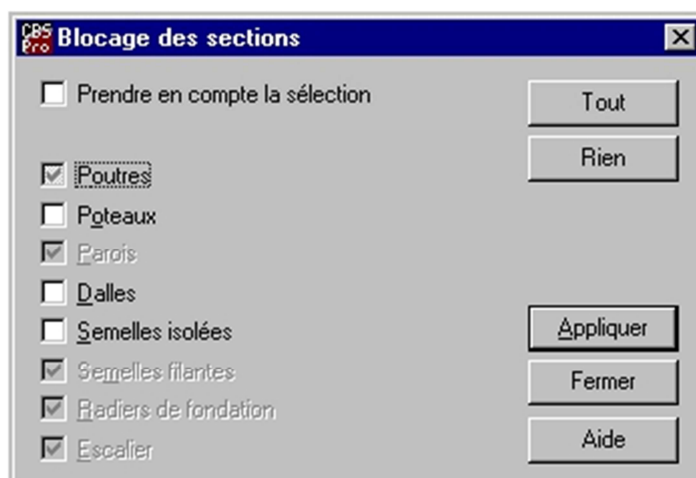 CBS Pro Blocage des sections
Prendre en compte la sélection
Tout
Rien
Poutres
Poteaux
Parois
Dalles
Semelles isolées
Appliquer
Semelles filantes
Fermer
Radiers de fondation
Escalier
Aide